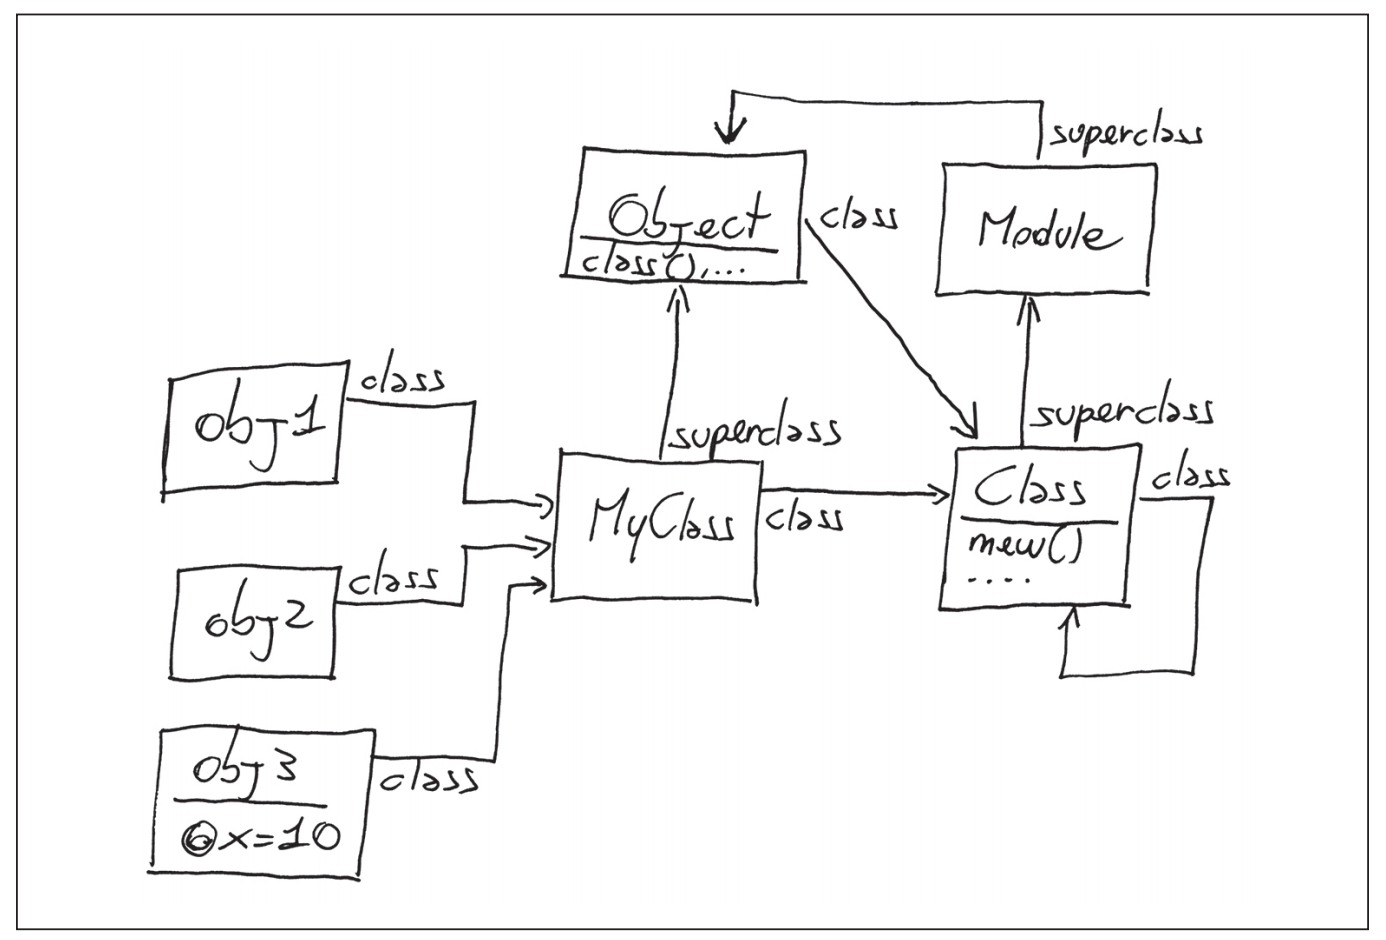 superclass
Object
class(),...
class
Module
obj1
class
superclass
superclass
MyClass
class
Class
new()
....
class
obj2
class
obj3
@x=10
class